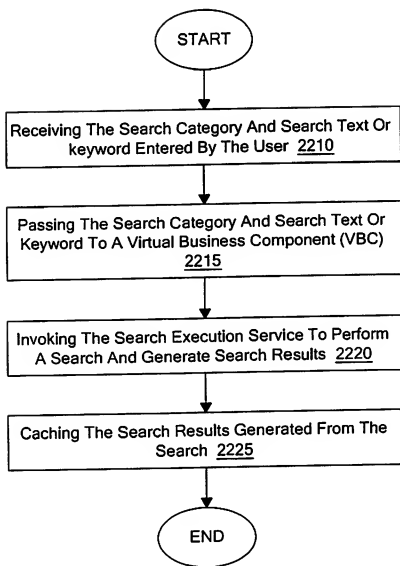 START
Receiving The Search Category And Search Text Or
keyword Entered By The User 2210
Passing The Search Category And Search Text Or
Keyword To A Virtual Business Component (VBC)
2215
Invoking The Search Execution Service To Perform
A Search And Generate Search Results 2220
Caching The Search Results Generated From The
Search 2225
END